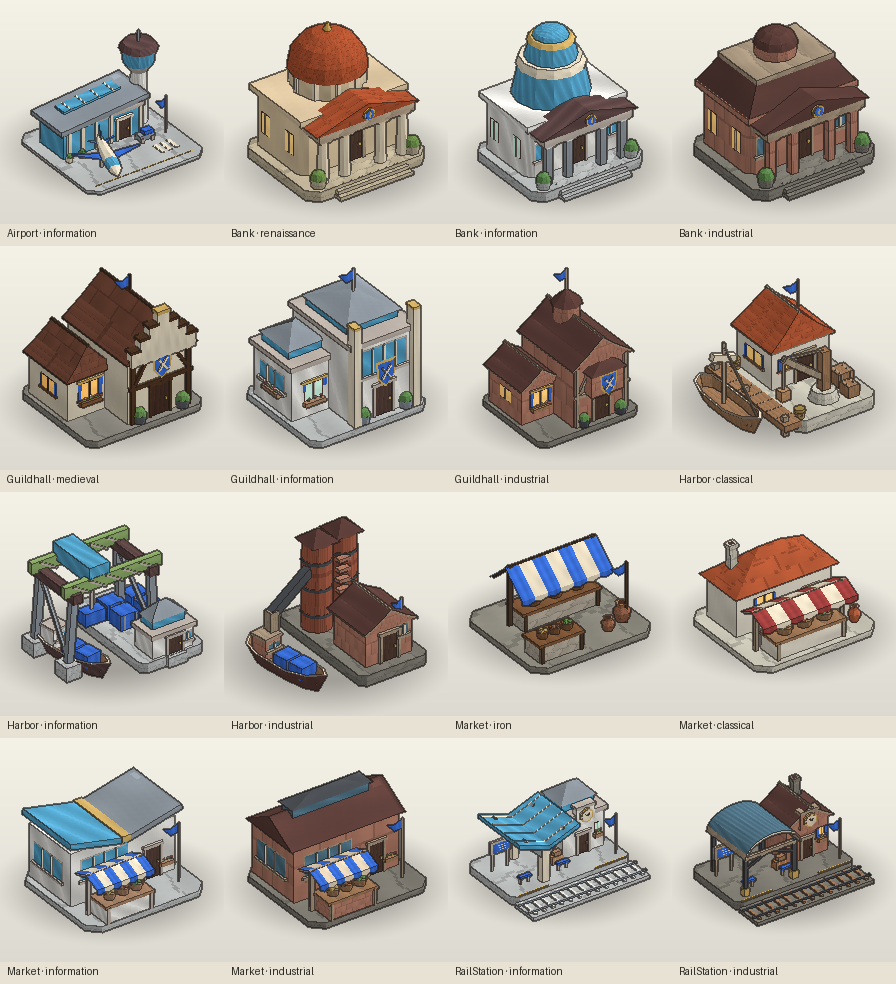 Airport·information
Bank·renaissance
Bank·information
Bank·industrial
Guildhall·medieval
Guildhall·information
Guildhall·industrial
Harbor·classical
Harbor·information
Harbor·industrial
Market·iron
Market·classical
Market·information
Market·industrial
RailStation·information
RailStation·industrial